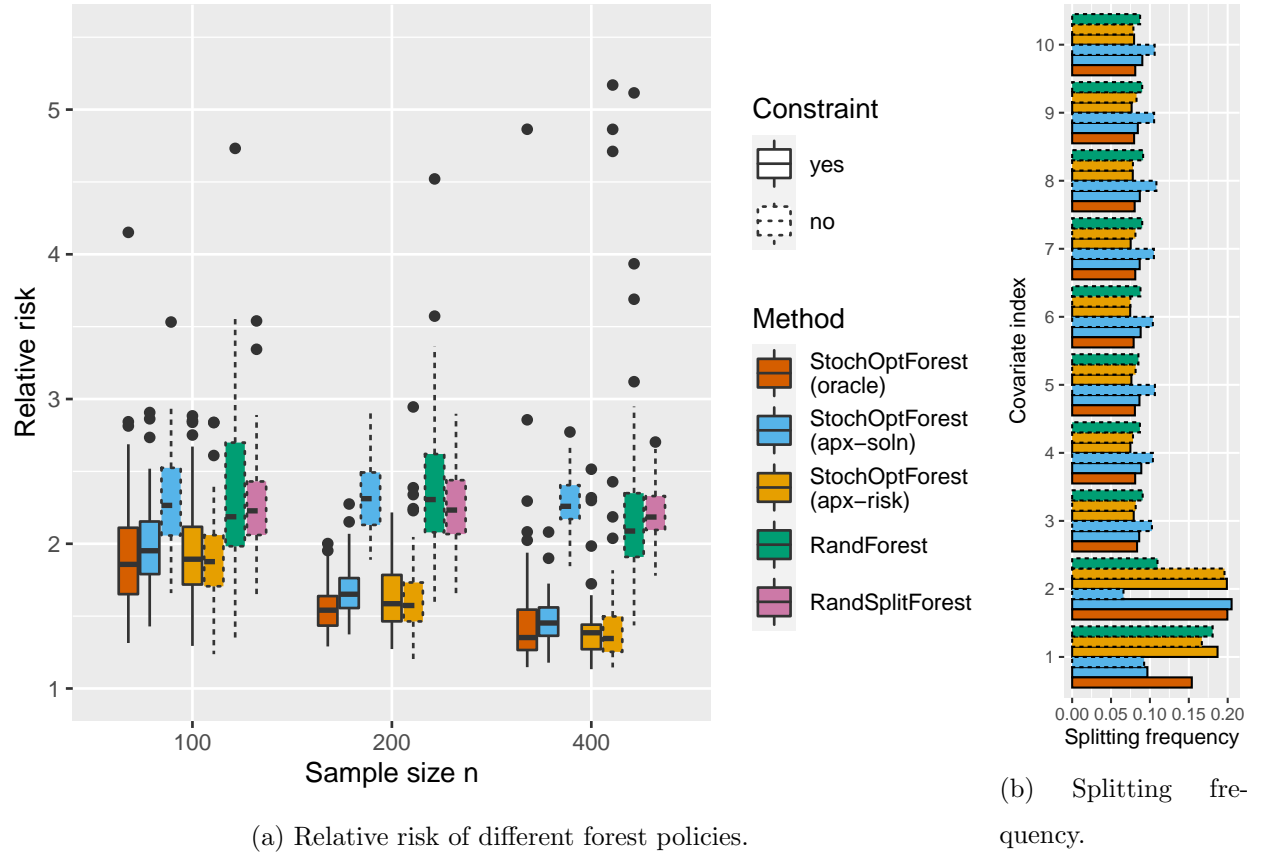 Relative risk
5
4
3
2
1
100
200
400
Sample size n
Constraint
yes
no
Method
StochOptForest
(oracle)
StochOptForest
(apx-soln)
StochOptForest
(apx-risk)
RandForest
RandSplitForest
(a) Relative risk of different forest policies.
Covariate index
10
9
8
7
6
5
4
3
2
1
0.00 0.05 0.10 0.15 0.20
Splitting frequency
(b) Splitting fre-
quency.